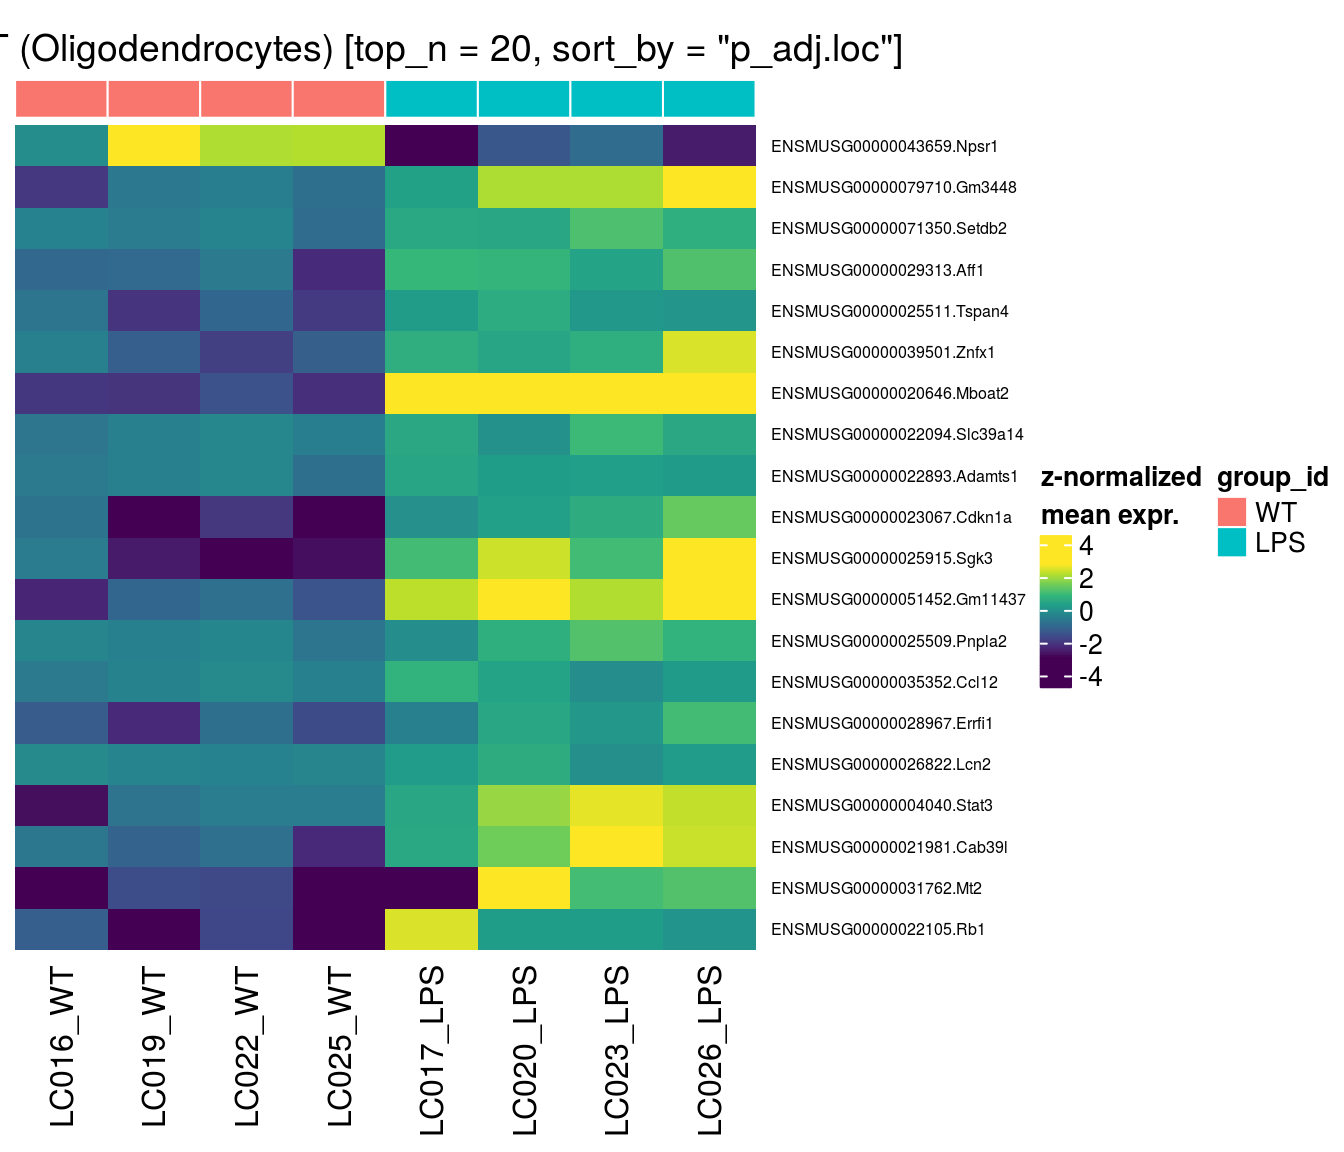 (Oligodendrocytes) [top_n = 20, sort_by = "p_adj.loc"]
ENSMUSG00000043659.Npsr1
ENSMUSG00000079710.Gm3448
ENSMUSG00000071350.Setdb2
ENSMUSG00000029313.Aff1
ENSMUSG00000025511.Tspan4
ENSMUSG00000039501.Znfx1
ENSMUSG00000020646.Mboat2
ENSMUSG00000022094.Slc39a14
ENSMUSG00000022893.Adamts1
ENSMUSG00000023067.Cdkn1a
ENSMUSG00000025915.Sgk3
ENSMUSG00000051452.Gm11437
ENSMUSG00000025509.Pnpla2
ENSMUSG00000035352.Ccl12
ENSMUSG00000028967.Errfi1
ENSMUSG00000026822.Lcn2
ENSMUSG00000004040.Stat3
ENSMUSG00000021981.Cab39l
ENSMUSG00000031762.Mt2
ENSMUSG00000022105.Rb1
LC016_WT
LC019_WT
LC022_WT
LC025_WT
LC017_LPS
LC020_LPS
LC023_LPS
LC026_LPS
z-normalized
mean expr.
4
2
0
-2
-4
group_id
WT
LPS